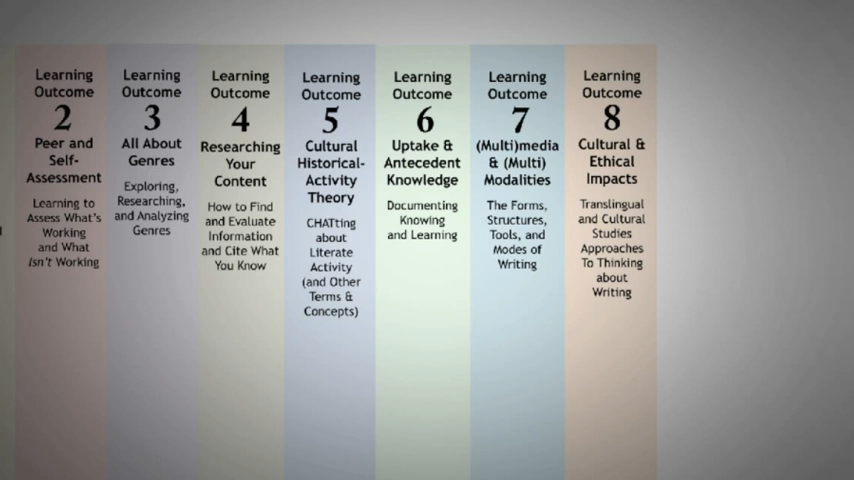 Learning
Outcome
2
Peer and
Self-
Assessment
Learning to
Assess What's
Working
and What
Isn't Working
Learning
Outcome
3
All About
Genres
Exploring,
Researching,
and Analyzing
Genres
Learning
Outcome
4
Researching
Your
Content
How to Find
and Evaluate
Information
and Cite What
You Know
Learning
Outcome
5
Cultural
Historical-
Activity
Theory
CHATting
about
Literate
Activity
(and Other
Terms &
Concepts)
Learning
Outcome
6
Uptake &
Antecedent
Knowledge
Documenting
Knowing
and Learning
Learning
Outcome
7
(Multi)media
& (Multi)
Modalities
The Forms,
Structures,
Tools, and
Modes of
Writing
Learning
Outcome
8
Cultural &
Ethical
Impacts
Translingual
and Cultural
Studies
Approaches
To Thinking
about
Writing